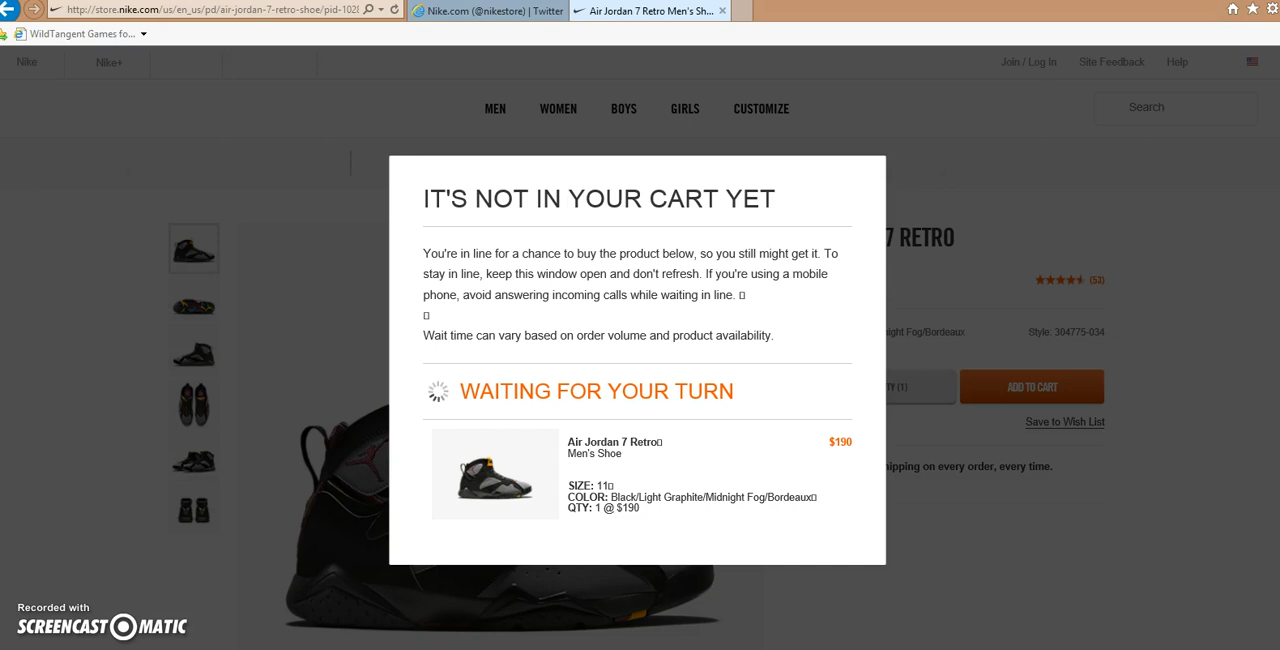 http://store.nike.com/us/en_us/pd/air-jordan-7-retro-shoe/pid-1028
Nike.com (@nikestore) | Twitter
Air Jordan 7 Retro Men's Sh...
WildTangent Games fo...
Nike
Nike+
Join / Log In
Site Feedback
Help
MEN
WOMEN
BOYS
GIRLS
CUSTOMIZE
Search
IT'S NOT IN YOUR CART YET
You're in line for a chance to buy the product below, so you still might get it. To
stay in line, keep this window open and don't refresh. If you're using a mobile
phone, avoid answering incoming calls while waiting in line.
Wait time can vary based on order volume and product availability.
WAITING FOR YOUR TURN
Air Jordan 7 Retro
$190
Men's Shoe
SIZE: 11
COLOR: Black/Light Graphite/Midnight Fog/Bordeaux
QTY: 1 @ $190
7 RETRO
(53)
night Fog/Bordeaux
Style: 304775-034
TY (1)
ADD TO CART
Save to Wish List
hipping on every order, every time.
Recorded with
SCREENCAST MATIC